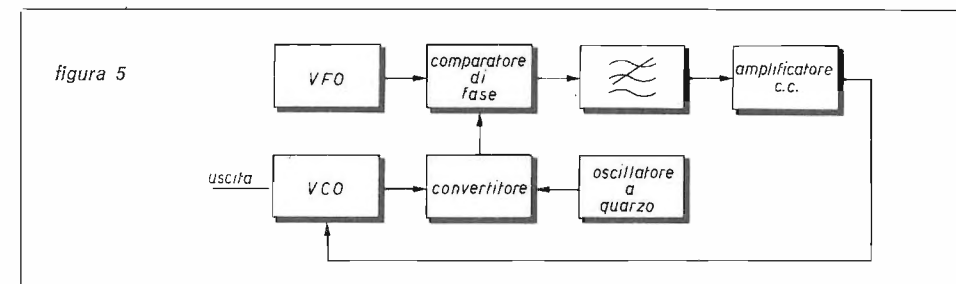 figura 5
VFO
comparatore
di
fase
amplificatore
c.c.
uscita
VCO
convertitore
oscillatore
a
quarzo